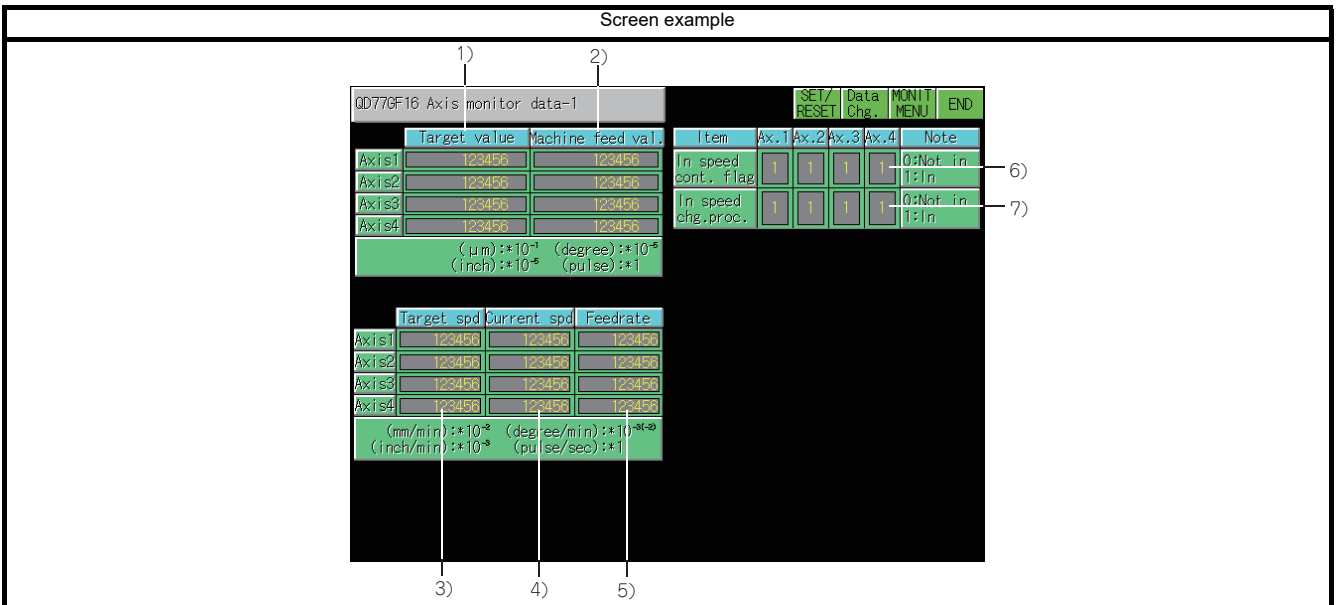 Screen example
1) 2)
QD77GF16 Axis monitor data-1
SET/ RESET Data Chg. MONIT MENU END
Target value Machine feed val.
Axis1 123456 123456
Axis2 123456 123456
Axis3 123456 123456
Axis4 123456 123456
(μm):*10⁻¹ (degree):*10⁻⁵
(inch):*10⁻⁵ (pulse):*1
Item Ax.1 Ax.2 Ax.3 Ax.4 Note
In speed cont. flag 1 1 1 1 0:Not in 1:In 6)
In speed chg.proc. 1 1 1 1 0:Not in 1:In 7)
Target spd Current spd Feedrate
Axis1 123456 123456 123456
Axis2 123456 123456 123456
Axis3 123456 123456 123456
Axis4 123456 123456 123456
(mm/min):*10⁻² (degree/min):*10⁻³⁽⁻²⁾
(inch/min):*10⁻³ (pulse/sec):*1
3) 4) 5)